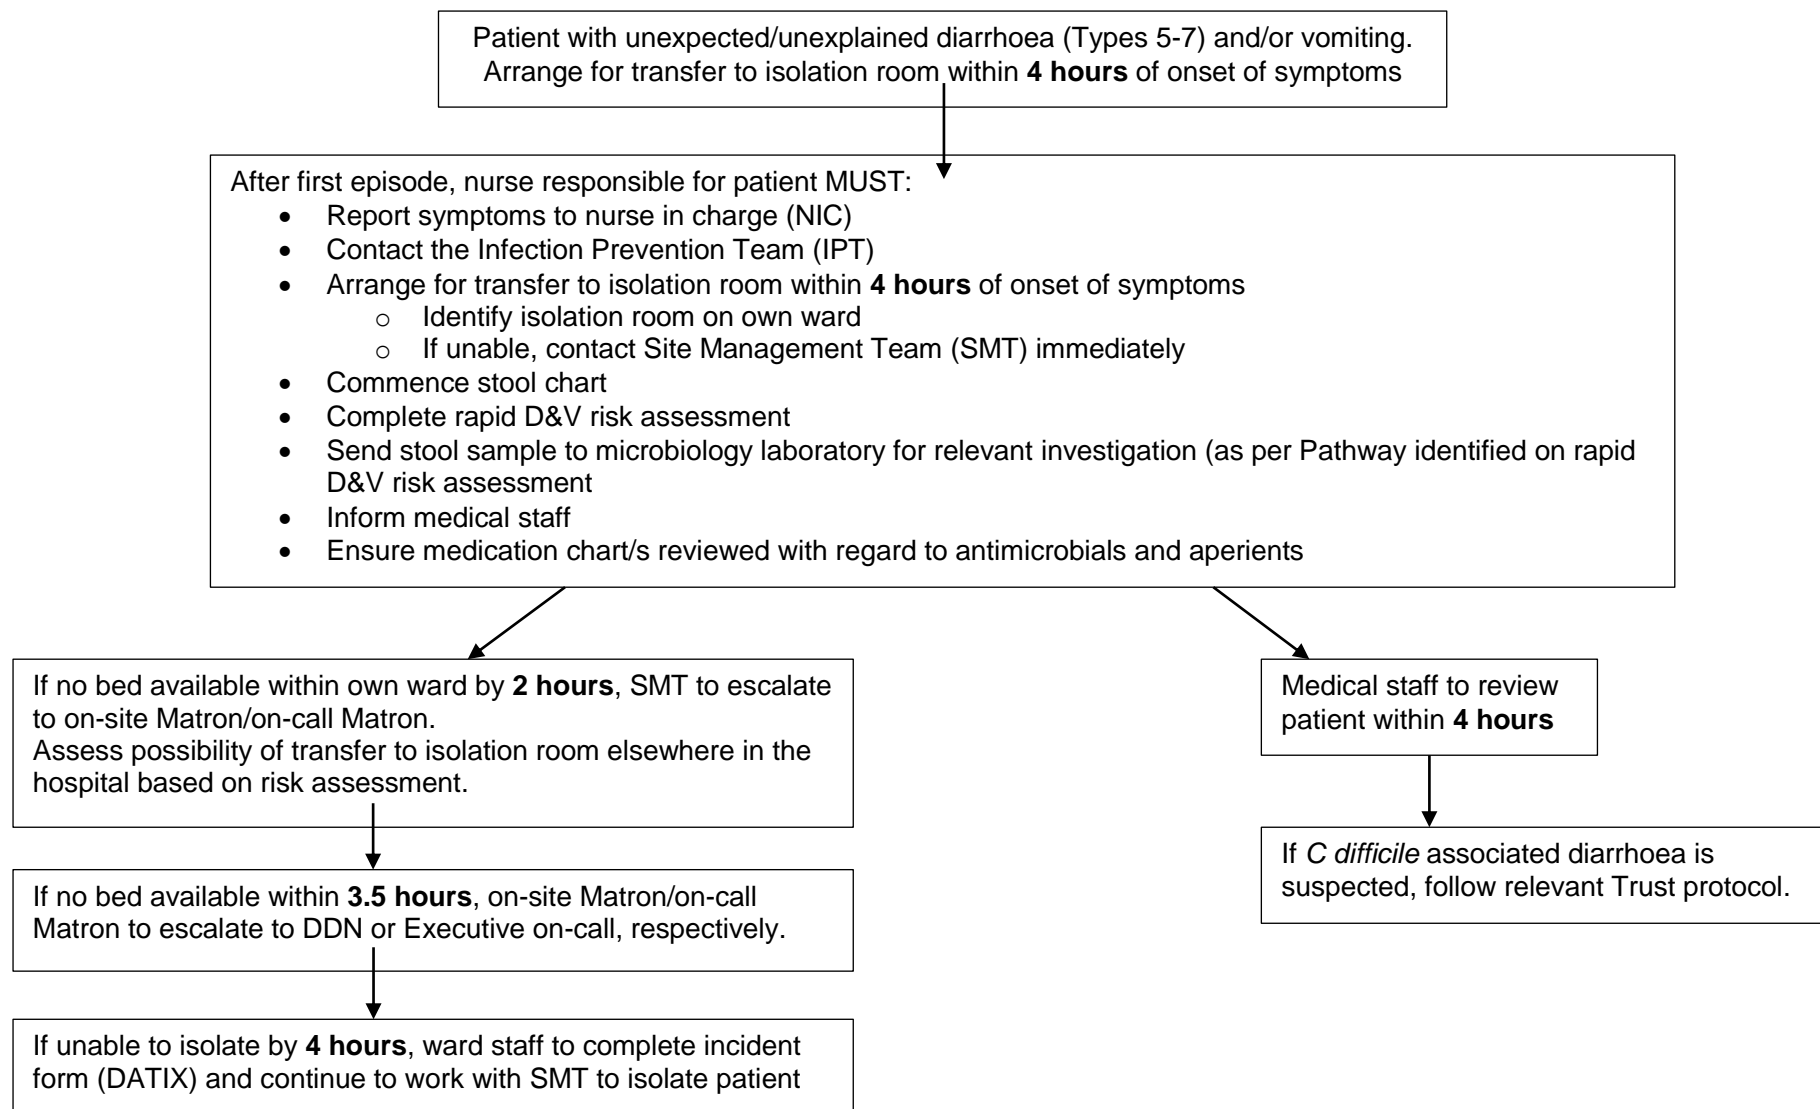 Patient with unexpected/unexplained diarrhoea (Types 5-7) and/or vomiting.
Arrange for transfer to isolation room within 4 hours of onset of symptoms
After first episode, nurse responsible for patient MUST:
• Report symptoms to nurse in charge (NIC)
• Contact the Infection Prevention Team (IPT)
• Arrange for transfer to isolation room within 4 hours of onset of symptoms
o Identify isolation room on own ward
o If unable, contact Site Management Team (SMT) immediately
• Commence stool chart
• Complete rapid D&V risk assessment
• Send stool sample to microbiology laboratory for relevant investigation (as per Pathway identified on rapid
D&V risk assessment
• Inform medical staff
• Ensure medication chart/s reviewed with regard to antimicrobials and aperients
If no bed available within own ward by 2 hours, SMT to escalate
to on-site Matron/on-call Matron.
Assess possibility of transfer to isolation room elsewhere in the
hospital based on risk assessment.
If no bed available within 3.5 hours, on-site Matron/on-call
Matron to escalate to DDN or Executive on-call, respectively.
If unable to isolate by 4 hours, ward staff to complete incident
form (DATIX) and continue to work with SMT to isolate patient
Medical staff to review
patient within 4 hours
If C difficile associated diarrhoea is
suspected, follow relevant Trust protocol.